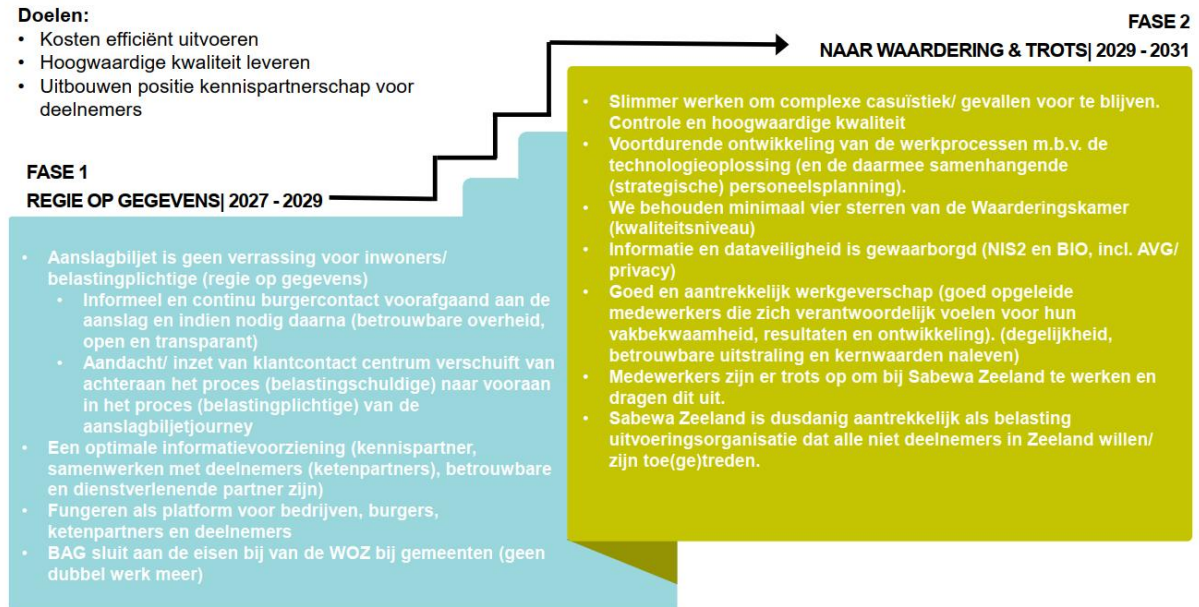 Doelen:
• Kosten efficiënt uitvoeren
• Hoogwaardige kwaliteit leveren
• Uitbouwen positie kennispartnerschap voor
deelnemers
FASE 1
REGIE OP GEGEVENS| 2027 - 2029
• Aanslagbiljet is geen verrassing voor inwoners/
belastingplichtige (regie op gegevens)
• Informeel en continu burgercontact voorafgaand aan de
aanslag en indien nodig daarna (betrouwbare overheid,
open en transparant)
• Aandacht/ inzet van klantcontact centrum verschuift van
achteraan het proces (belastingschuldige) naar vooraan
in het proces (belastingplichtige) van de
aanslagbiljetjourney
• Een optimale informatievoorziening (kennispartner,
samenwerken met deelnemers (ketenpartners), betrouwbare
en dienstverlenende partner zijn)
• Fungeren als platform voor bedrijven, burgers,
ketenpartners en deelnemers
• BAG sluit aan de eisen bij van de WOZ bij gemeenten (geen
dubbel werk meer)
FASE 2
NAAR WAARDERING & TROTS| 2029 - 2031
• Slimmer werken om complexe casuïstiek/ gevallen voor te blijven.
Controle en hoogwaardige kwaliteit
• Voortdurende ontwikkeling van de werkprocessen m.b.v. de
technologieoplossing (en de daarmee samenhangende
(strategische) personeelsplanning).
• We behouden minimaal vier sterren van de Waarderingskamer
(kwaliteitsniveau)
• Informatie en dataveiligheid is gewaarborgd (NIS2 en BIO, incl. AVG/
privacy)
• Goed en aantrekkelijk werkgeverschap (goed opgeleide
medewerkers die zich verantwoordelijk voelen voor hun
vakbekwaamheid, resultaten en ontwikkeling). (degelijkheid,
betrouwbare uitstraling en kernwaarden naleven)
• Medewerkers zijn er trots op om bij Sabewa Zeeland te werken en
dragen dit uit.
• Sabewa Zeeland is dusdanig aantrekkelijk als belasting
uitvoeringsorganisatie dat alle niet deelnemers in Zeeland willen/
zijn toe(ge)treden.